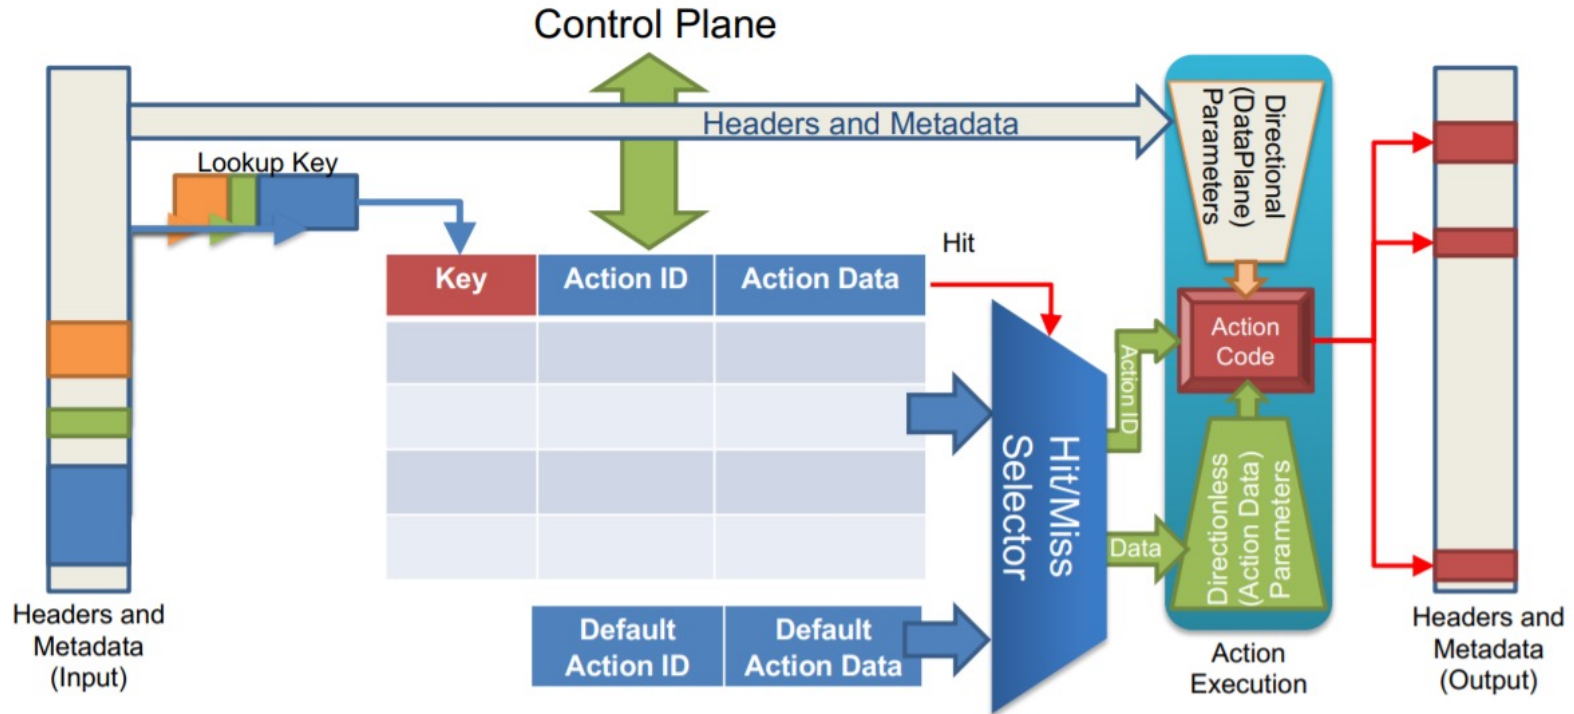 Control Plane
Headers and Metadata
Lookup Key
Key
Action ID
Action Data
Hit
Hit/Miss
Selector
Action ID
Data
Default
Action ID
Default
Action Data
Directional
(DataPlane)
Parameters
Action
Code
Directionless
(Action Data)
Parameters
Action
Execution
Headers and
Metadata
(Input)
Headers and
Metadata
(Output)